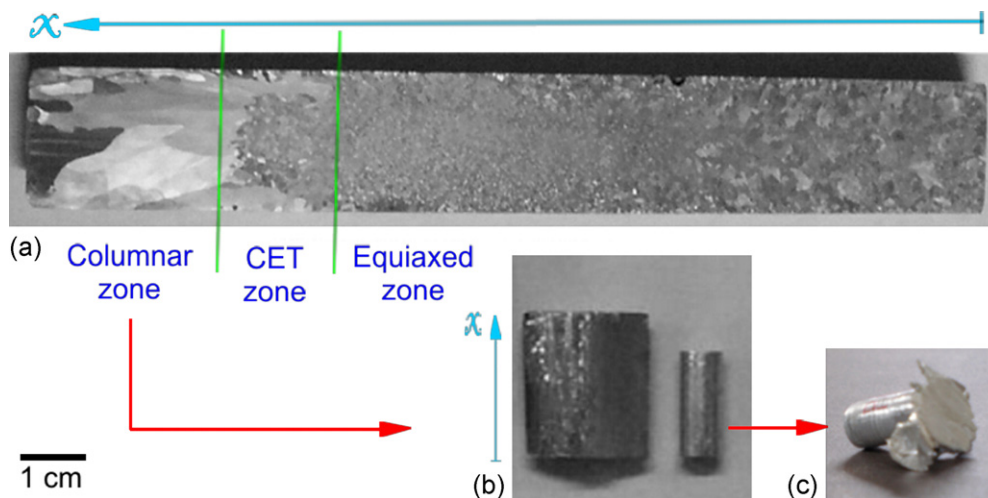 x
(a)
Columnar
zone
CET
zone
Equiaxed
zone
x
1 cm
(b)
(c)